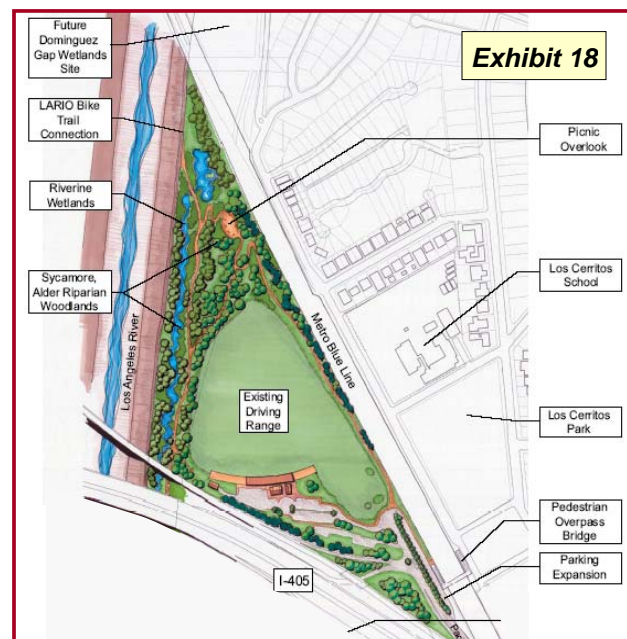 Future
Dominguez
Gap Wetlands
Site
Exhibit 18
LARIO Bike
Trail
Connection
Picnic
Overlook
Riverine
Wetlands
Sycamore,
Alder Riparian
Woodlands
Los Angeles River
Metro Blue Line
Los Cerritos
School
Existing
Driving
Range
Los Cerritos
Park
Pedestrian
Overpass
Bridge
I-405
Parking
Expansion